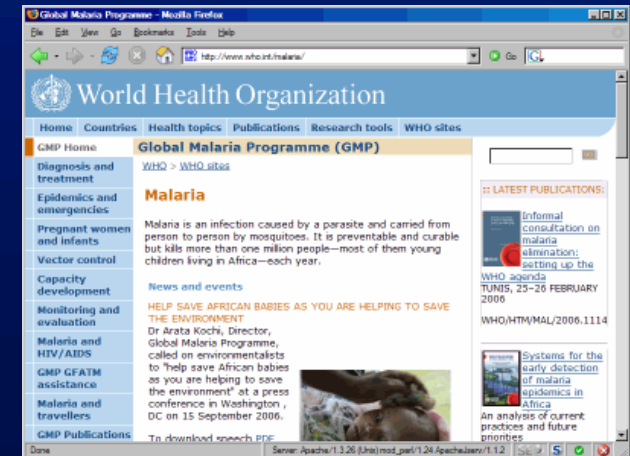 Global Malaria Programme - Mozilla Firefox
File Edit View Go Bookmarks Tools Help
http://www.who.int/malaria/
Go
G
World Health Organization
Home Countries Health topics Publications Research tools WHO sites
GMP Home
Diagnosis and
treatment
Epidemics and
emergencies
Pregnant women
and infants
Vector control
Capacity
development
Monitoring and
evaluation
Malaria and
HIV/AIDS
GMP GFATM
assistance
Malaria and
travellers
GMP Publications
Global Malaria Programme (GMP)
WHO > WHO sites
Malaria
Malaria is an infection caused by a parasite and carried from
person to person by mosquitoes. It is preventable and curable
but kills more than one million people—most of them young
children living in Africa—each year.
News and events
HELP SAVE AFRICAN BABIES AS YOU ARE HELPING TO SAVE
THE ENVIRONMENT
Dr Arata Kochi, Director,
Global Malaria Programme,
called on environmentalists
to "help save African babies
as you are helping to save
the environment" at a press
conference in Washington ,
DC on 15 September 2006.
To download speech PDF
:: LATEST PUBLICATIONS:
Informal
consultation on
malaria
elimination:
setting up the
WHO agenda
TUNIS, 25–26 FEBRUARY
2006
WHO/HTM/MAL/2006.1114
Systems for the
early detection
of malaria
epidemics in
Africa
An analysis of current
practices and future
priorities
Done
Server: Apache/1.3.26 (Unix) mod_perl/1.24 ApacheJserv/1.1.2